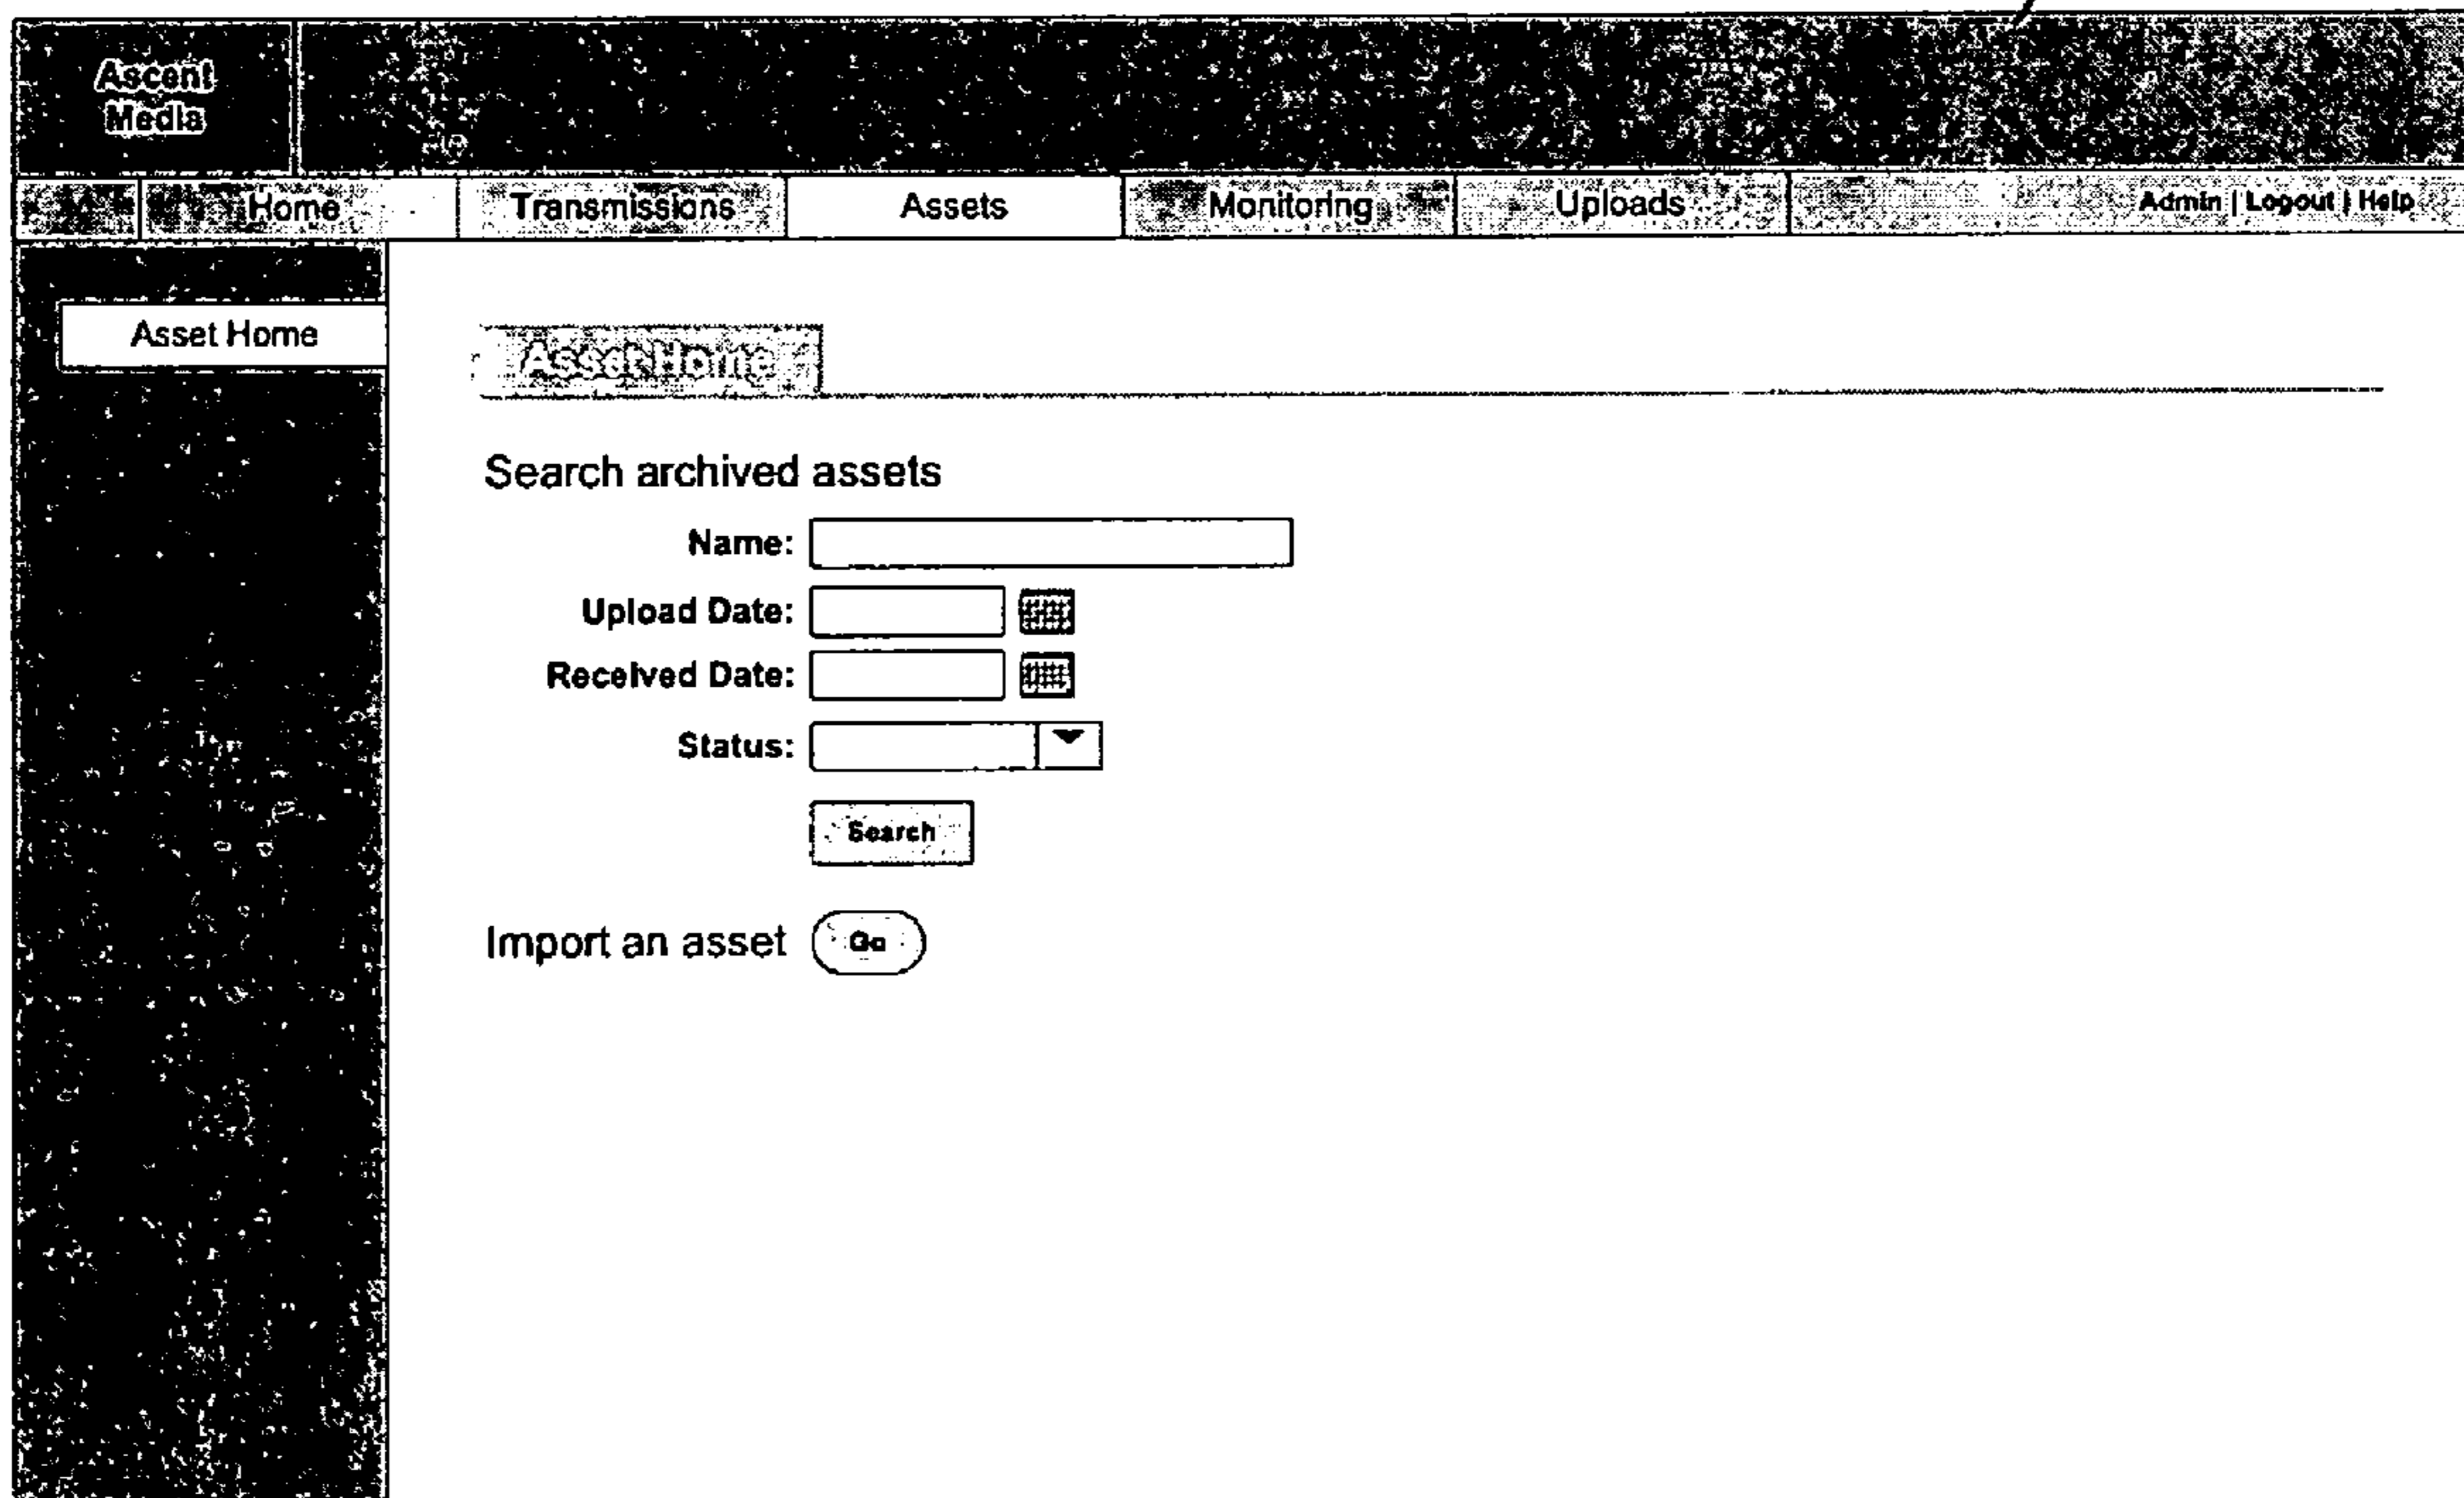 Ascent
Media
Home Transmissions Assets Monitoring Uploads Admin | Logout | Help
Asset Home
Asset Home
Search archived assets
Name:
Upload Date:
Received Date:
Status:
Search
Import an asset Go